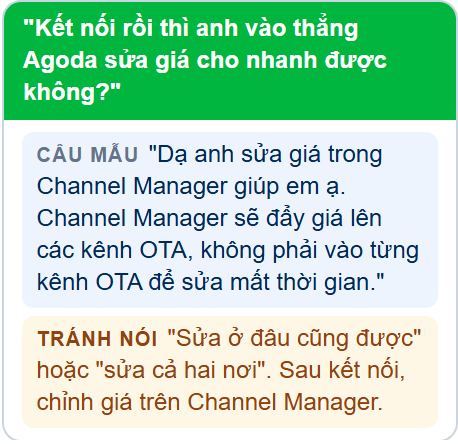 "Kết nối rồi thì anh vào thẳng
Agoda sửa giá cho nhanh được
không?"
CÂU MẪU "Dạ anh sửa giá trong
Channel Manager giúp em ạ.
Channel Manager sẽ đẩy giá lên
các kênh OTA, không phải vào từng
kênh OTA để sửa mất thời gian."
TRÁNH NÓI "Sửa ở đâu cũng được"
hoặc "sửa cả hai nơi". Sau kết nối,
chỉnh giá trên Channel Manager.